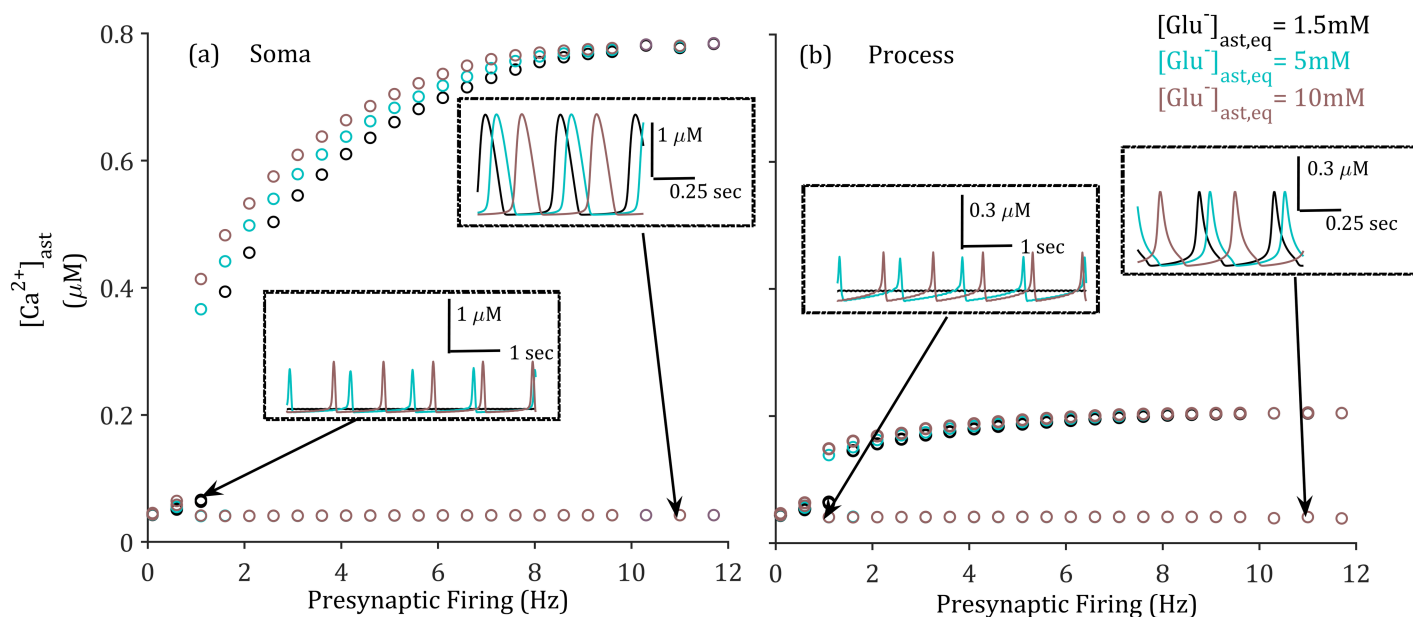 (a) Soma
(b) Process
[Glu⁻]ast,eq = 1.5mM
[Glu⁻]ast,eq = 5mM
[Glu⁻]ast,eq = 10mM
[Ca²⁺]ast
(μM)
0.8
0.6
0.4
0.2
0
1 μM
0.25 sec
1 μM
1 sec
0.3 μM
1 sec
0.3 μM
0.25 sec
0 2 4 6 8 10 12
Presynaptic Firing (Hz)
0 2 4 6 8 10 12
Presynaptic Firing (Hz)